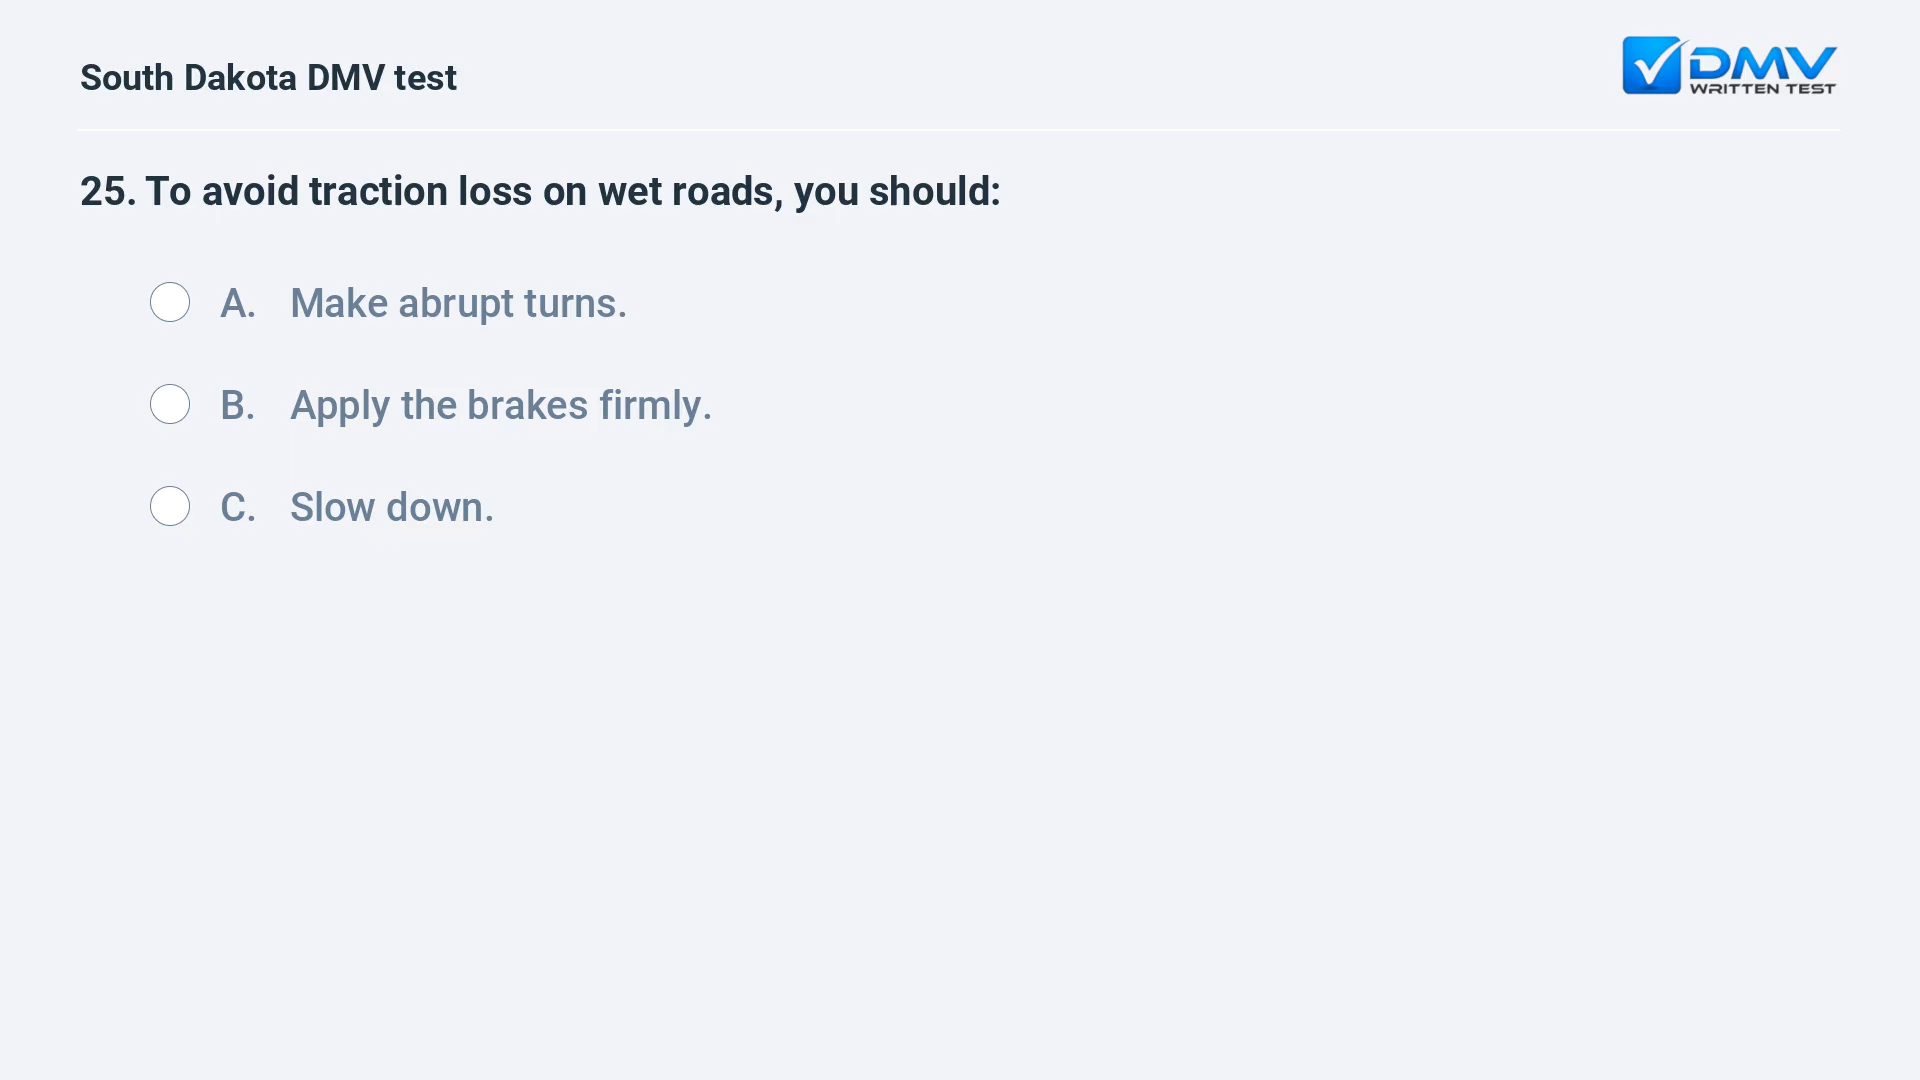 South Dakota DMV test
DMV
WRITTEN TEST
25. To avoid traction loss on wet roads, you should:
A. Make abrupt turns.
B. Apply the brakes firmly.
C. Slow down.